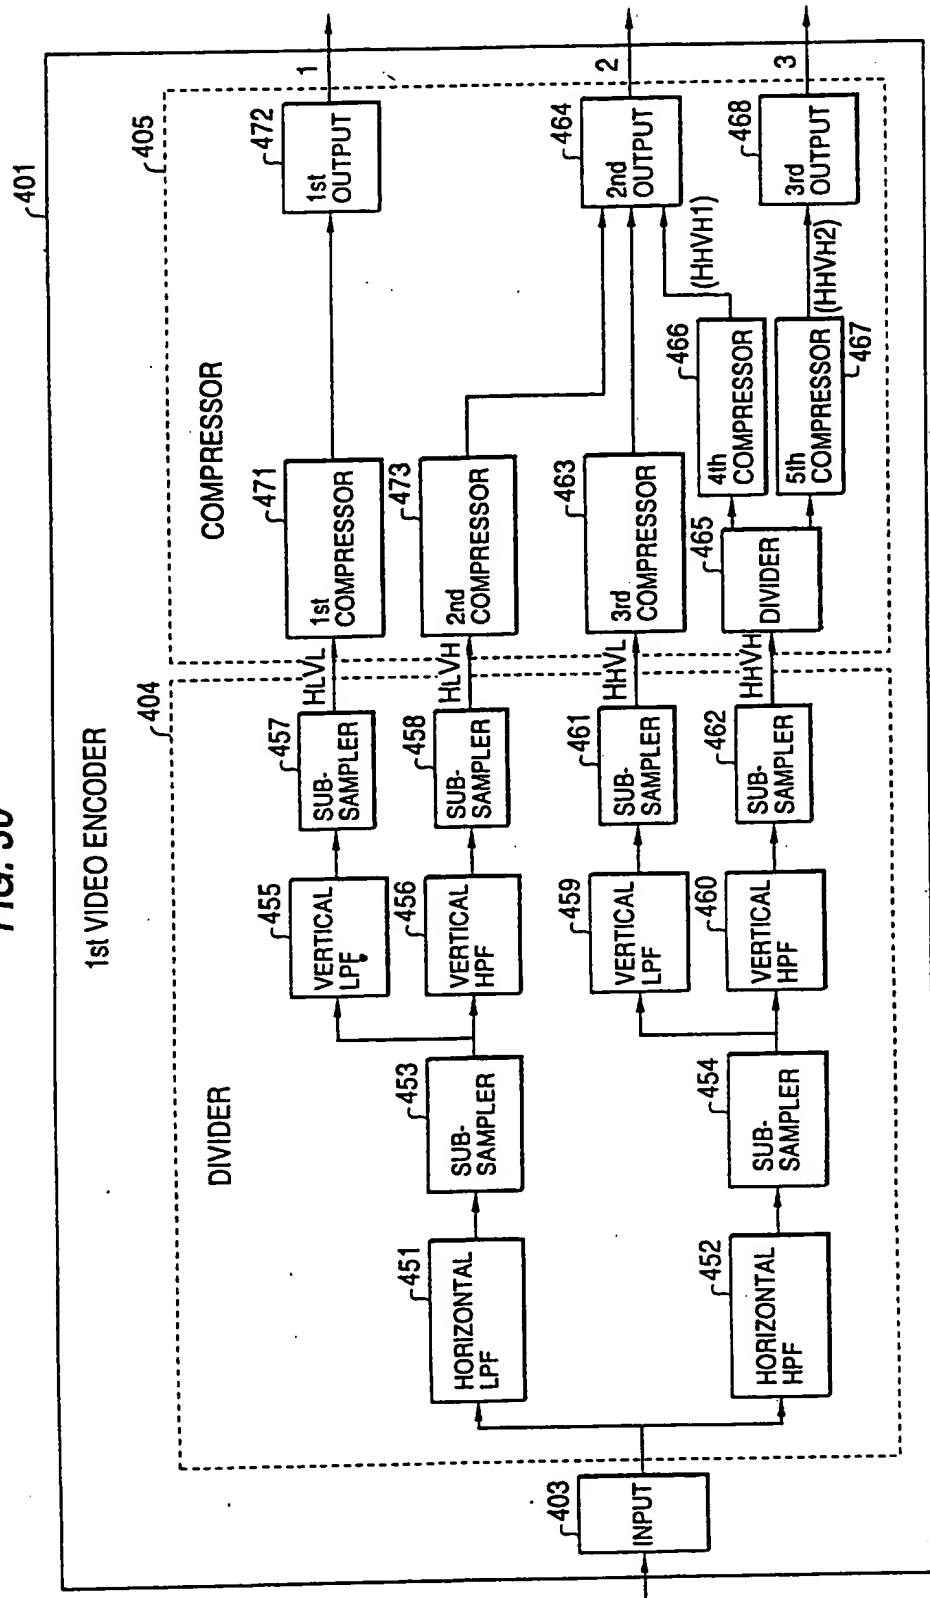 1st VIDEO ENCODER
401
403
INPUT
DIVIDER
404
451
HORIZONTAL
LPF
453
SUB-
SAMPLER
455
VERTICAL
LPF
457
SUB-
SAMPLER
HLVL
456
VERTICAL
HPF
458
SUB-
SAMPLER
HLVH
452
HORIZONTAL
HPF
454
SUB-
SAMPLER
459
VERTICAL
LPF
461
SUB-
SAMPLER
HHVL
460
VERTICAL
HPF
462
SUB-
SAMPLER
HHVH
COMPRESSOR
405
471
1st
COMPRESSOR
472
1st
OUTPUT
1
473
2nd
COMPRESSOR
463
3rd
COMPRESSOR
464
2nd
OUTPUT
2
465
DIVIDER
466
4th
COMPRESSOR
(HHVH1)
5th
COMPRESSOR
467
(HHVH2)
468
3rd
OUTPUT
3